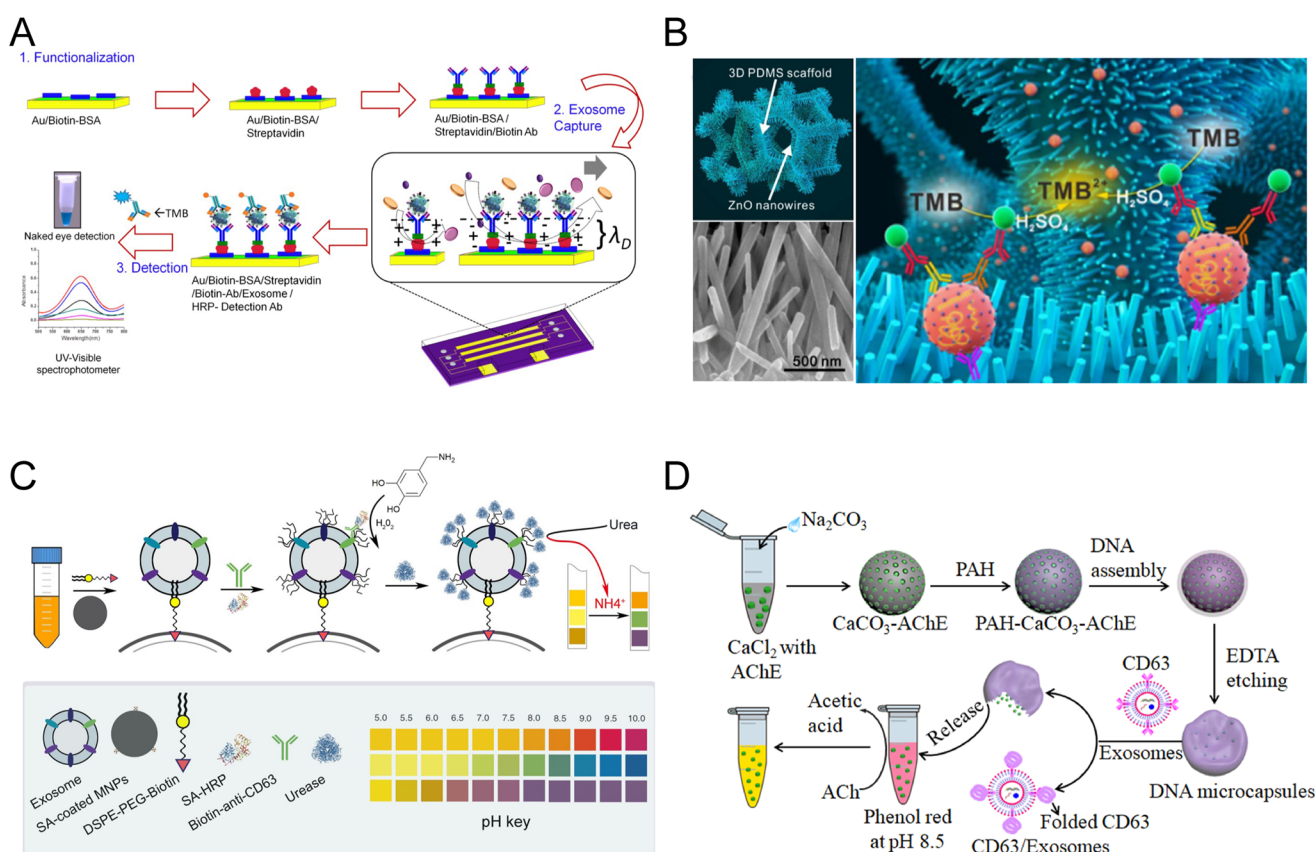 A
1. Functionalization
Au/Biotin-BSA
Au/Biotin-BSA/
Streptavidin
Au/Biotin-BSA /
Streptavidin/Biotin Ab
2. Exosome
Capture
λD
←TMB
Naked eye detection
3. Detection
Au/Biotin-BSA/Streptavidin
/Biotin-Ab/Exosome /
HRP- Detection Ab
Absorbance
Wavelength(nm)
UV-Visible
spectrophotometer
B
3D PDMS scaffold
ZnO nanowires
500 nm
TMB
TMB
TMB2+
H2SO4
H2SO4
C
NH2
HO
HO
H2O2
Urea
NH4+
Exosome
SA-coated MNPs
DSPE-PEG-Biotin
SA-HRP
Biotin-anti-CD63
Urease
5.0 5.5 6.0 6.5 7.0 7.5 8.0 8.5 9.0 9.5 10.0
pH key
D
Na2CO3
CaCl2 with
AChE
CaCO3-AChE
PAH
PAH-CaCO3-AChE
DNA
assembly
EDTA
etching
DNA microcapsules
CD63
Exosomes
Folded CD63
CD63/Exosomes
Release
Phenol red
at pH 8.5
Acetic
acid
ACh